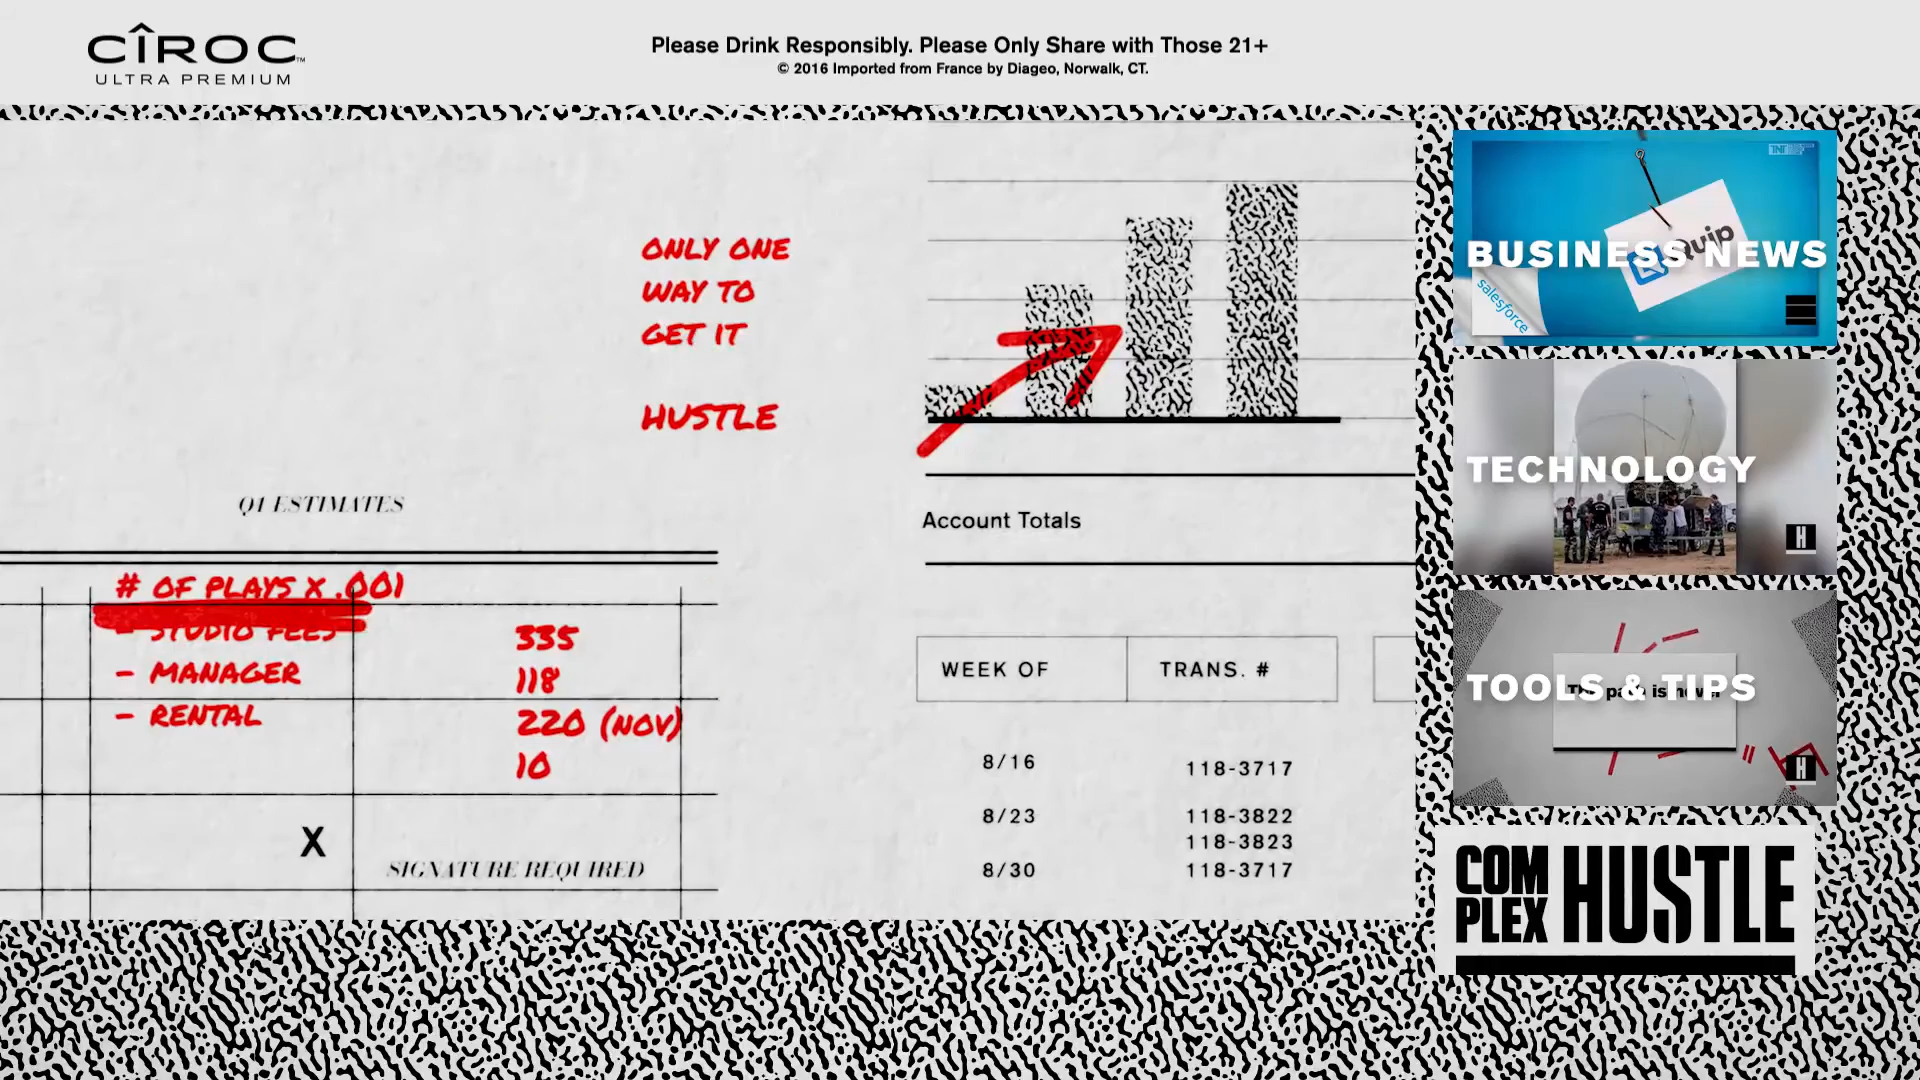 CÎROC™
ULTRA PREMIUM
Please Drink Responsibly. Please Only Share with Those 21+
© 2016 Imported from France by Diageo, Norwalk, CT.
ONLY ONE
WAY TO
GET IT
HUSTLE
Q1 ESTIMATES
# OF PLAYS X .001
- STUDIO FEES 335
- MANAGER 118
- RENTAL 220 (NOV)
10
X
SIGNATURE REQUIRED
Account Totals
WEEK OF TRANS. #
8/16 118-3717
8/23 118-3822
118-3823
8/30 118-3717
Quip
BUSINESS NEWS
salesforce
TECHNOLOGY
H
TOOLS & TIPS
H
COM
PLEX
HUSTLE